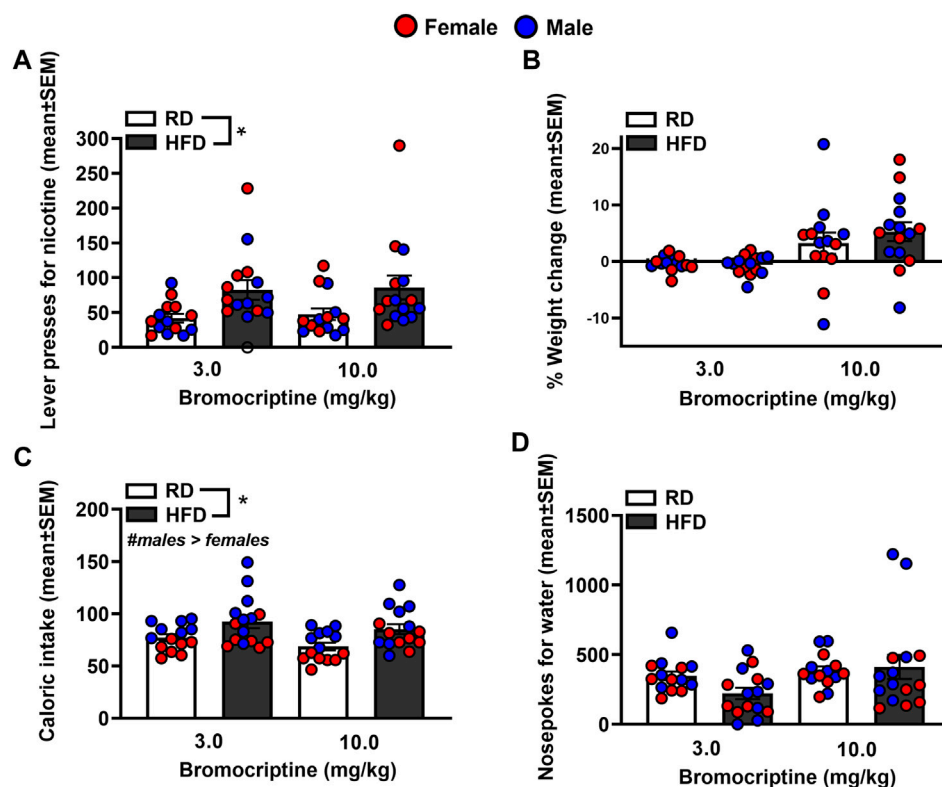 Female Male
A
Lever presses for nicotine (mean±SEM)
RD
HFD
*
300
250
200
150
100
50
0
3.0 10.0
Bromocriptine (mg/kg)
B
% Weight change (mean±SEM)
RD
HFD
20
10
0
-10
3.0 10.0
Bromocriptine (mg/kg)
C
Caloric intake (mean±SEM)
RD
HFD
*
#males > females
200
150
100
50
0
3.0 10.0
Bromocriptine (mg/kg)
D
Nosepokes for water (mean±SEM)
RD
HFD
1500
1000
500
0
3.0 10.0
Bromocriptine (mg/kg)